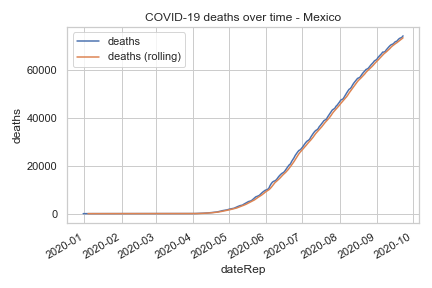 COVID-19 deaths over time - Mexico
deaths
deaths (rolling)
60000
40000
20000
0
deaths
2020-01
2020-02
2020-03
2020-04
2020-05
2020-06
2020-07
2020-08
2020-09
2020-10
dateRep